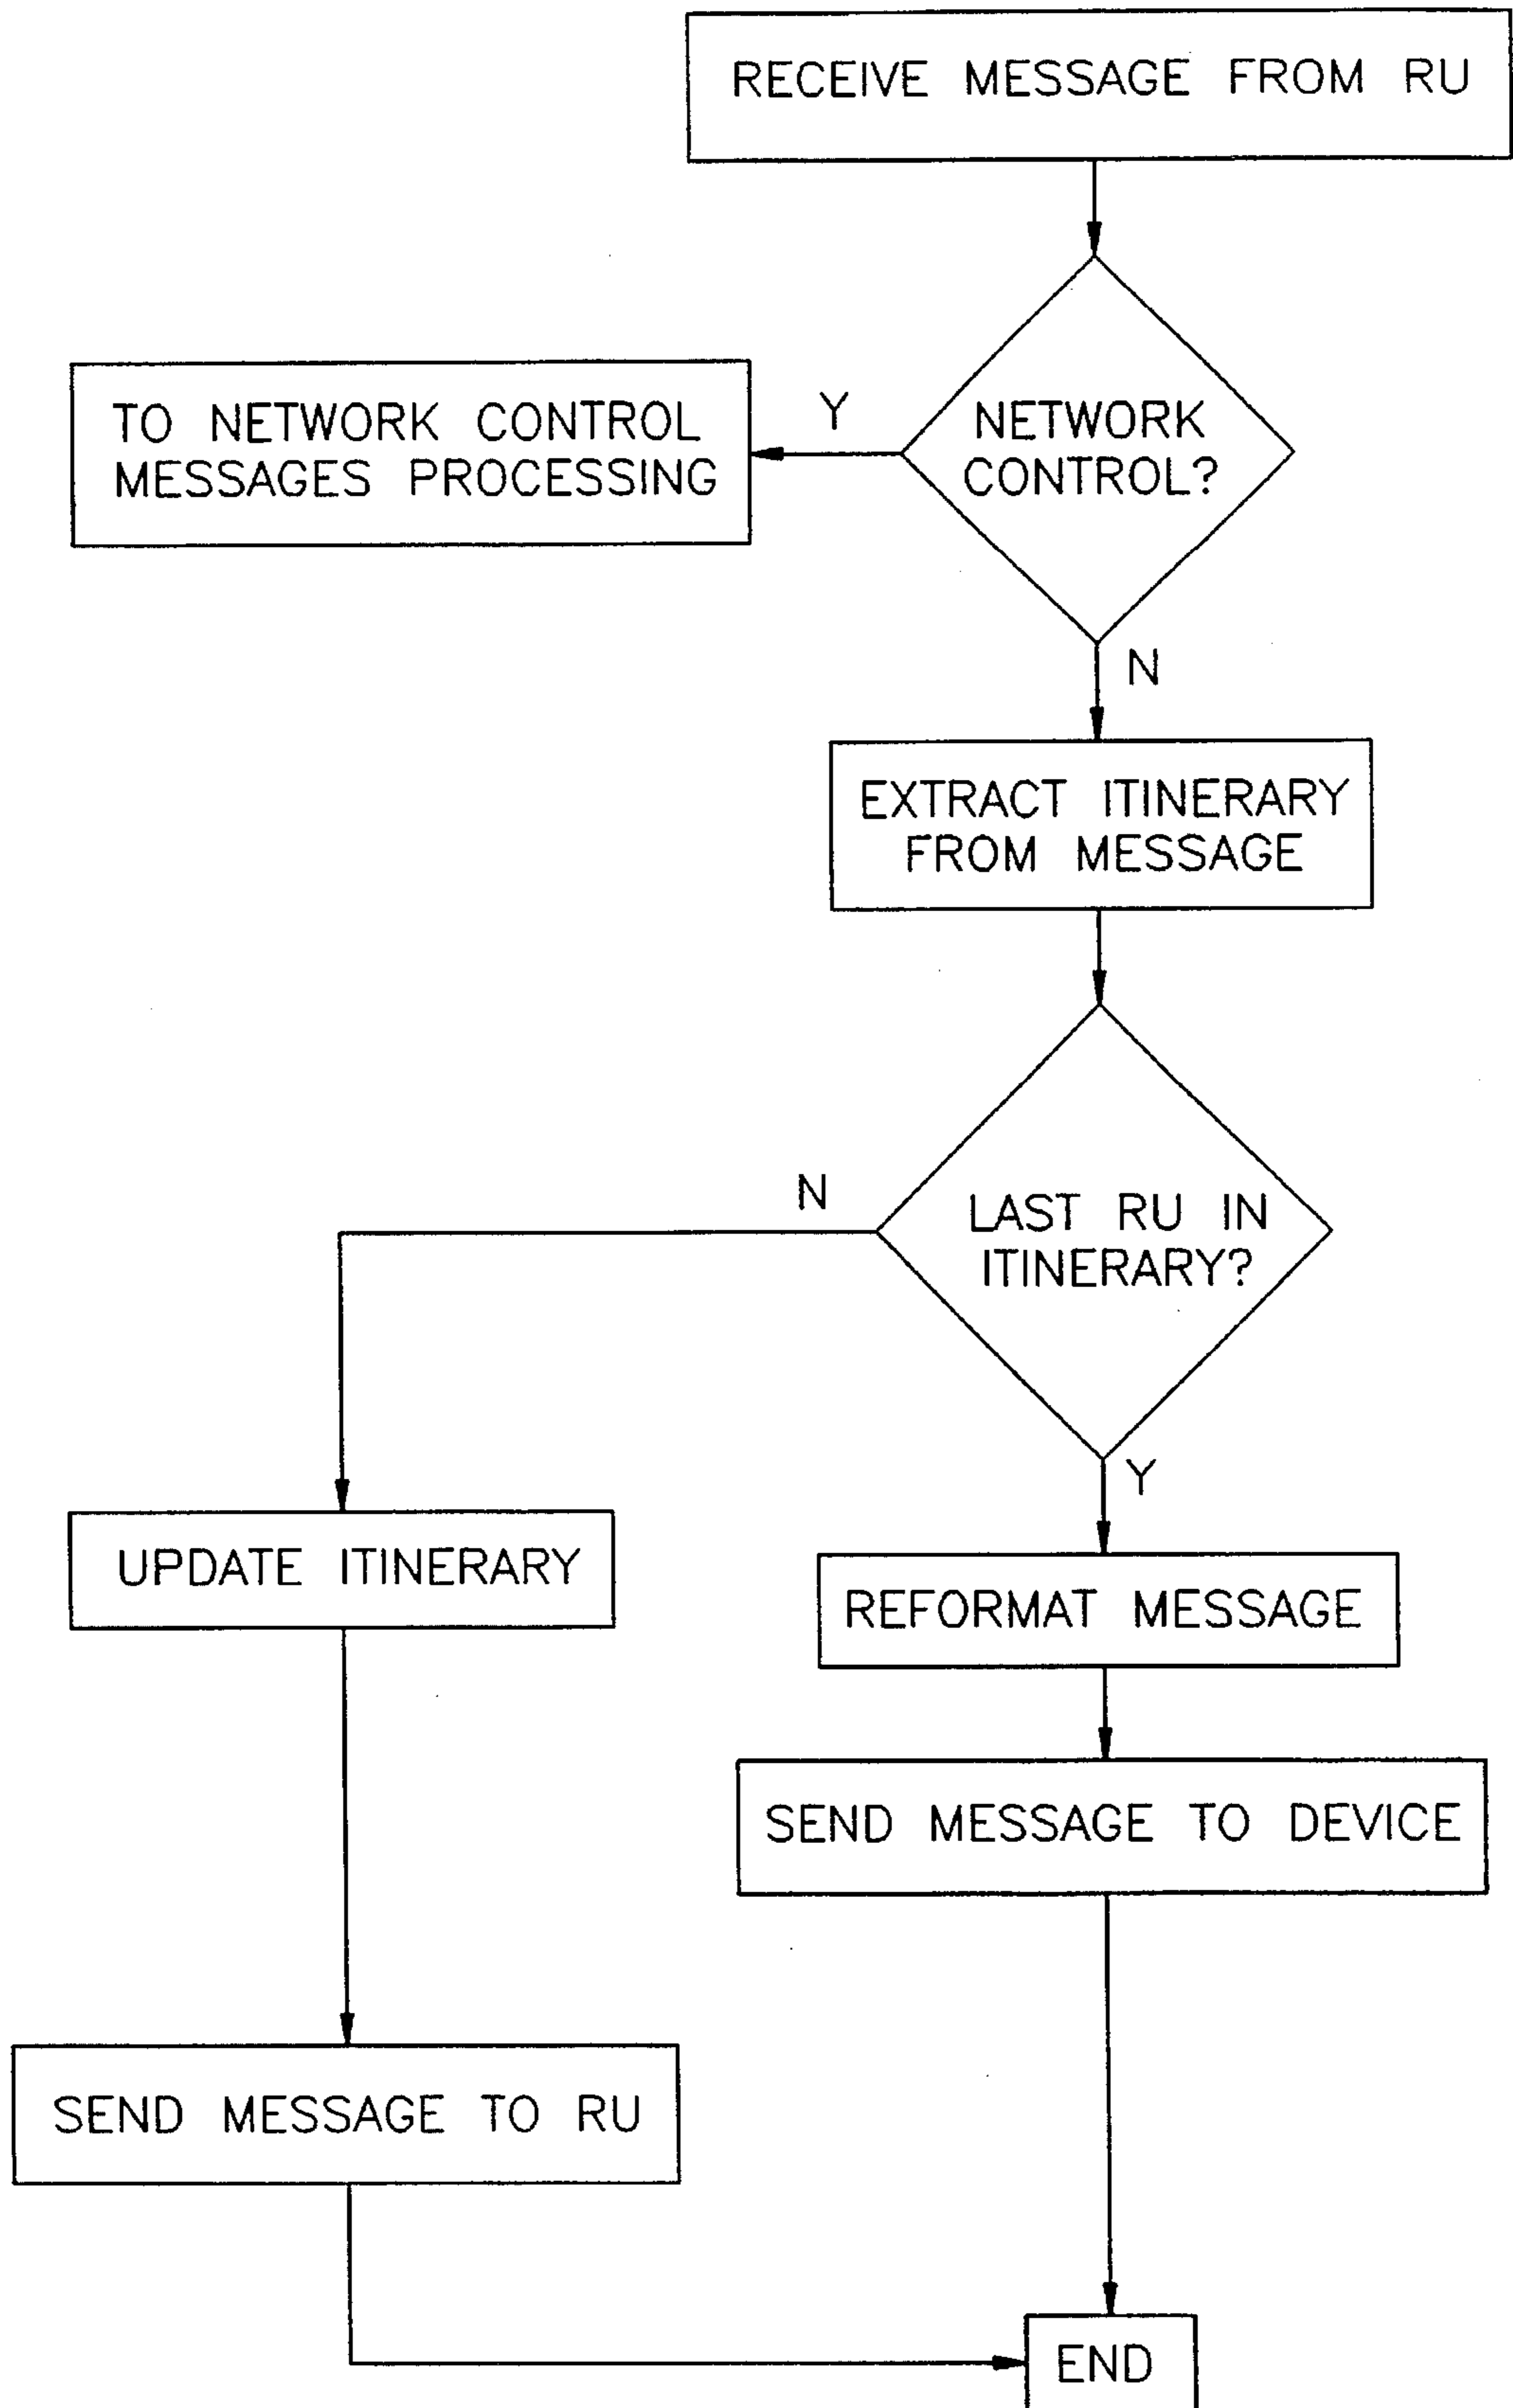 RECEIVE MESSAGE FROM RU
NETWORK
CONTROL?
Y
TO NETWORK CONTROL
MESSAGES PROCESSING
N
EXTRACT ITINERARY
FROM MESSAGE
LAST RU IN
ITINERARY?
N
Y
UPDATE ITINERARY
REFORMAT MESSAGE
SEND MESSAGE TO DEVICE
SEND MESSAGE TO RU
END